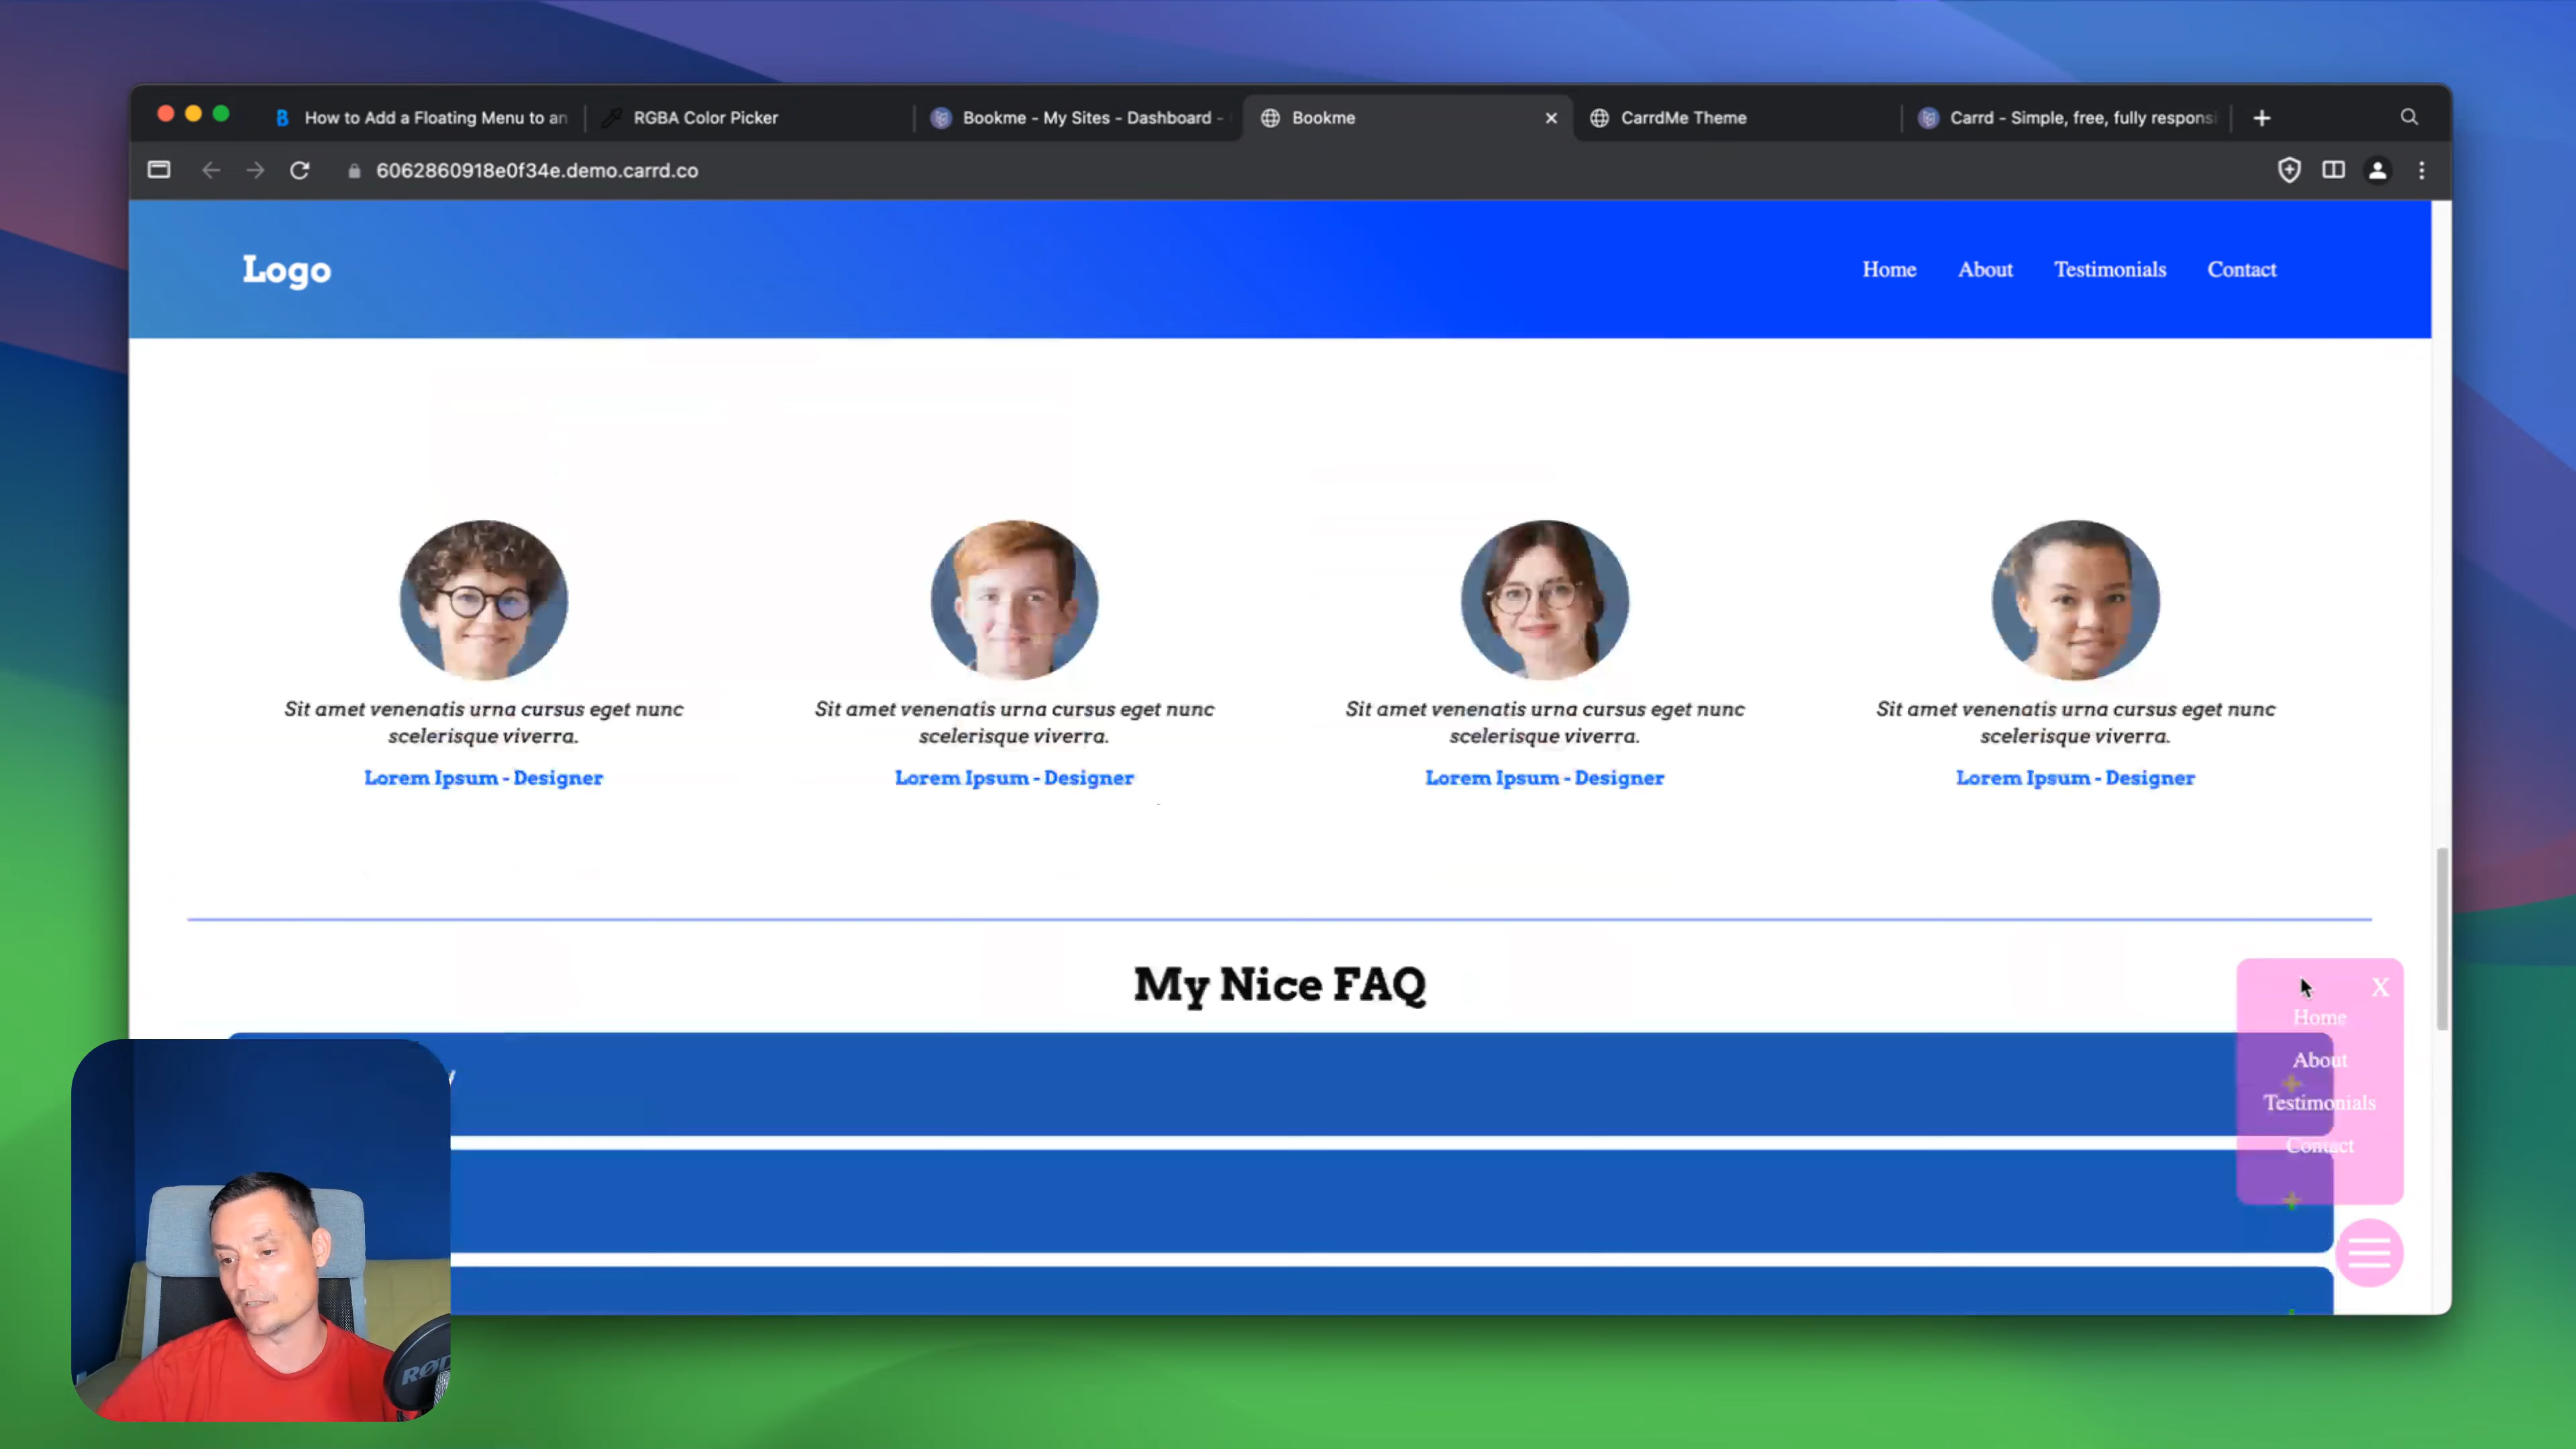 How to Add a Floating Menu to an
RGBA Color Picker
Bookme - My Sites - Dashboard -
Bookme
CarrdMe Theme
Carrd - Simple, free, fully responsi
6062860918e0f34e.demo.carrd.co
Logo
Home
About
Testimonials
Contact
Sit amet venenatis urna cursus eget nunc
scelerisque viverra.
Lorem Ipsum - Designer
Sit amet venenatis urna cursus eget nunc
scelerisque viverra.
Lorem Ipsum - Designer
Sit amet venenatis urna cursus eget nunc
scelerisque viverra.
Lorem Ipsum - Designer
Sit amet venenatis urna cursus eget nunc
scelerisque viverra.
Lorem Ipsum - Designer
My Nice FAQ
X
Home
About
Testimonials
Contact